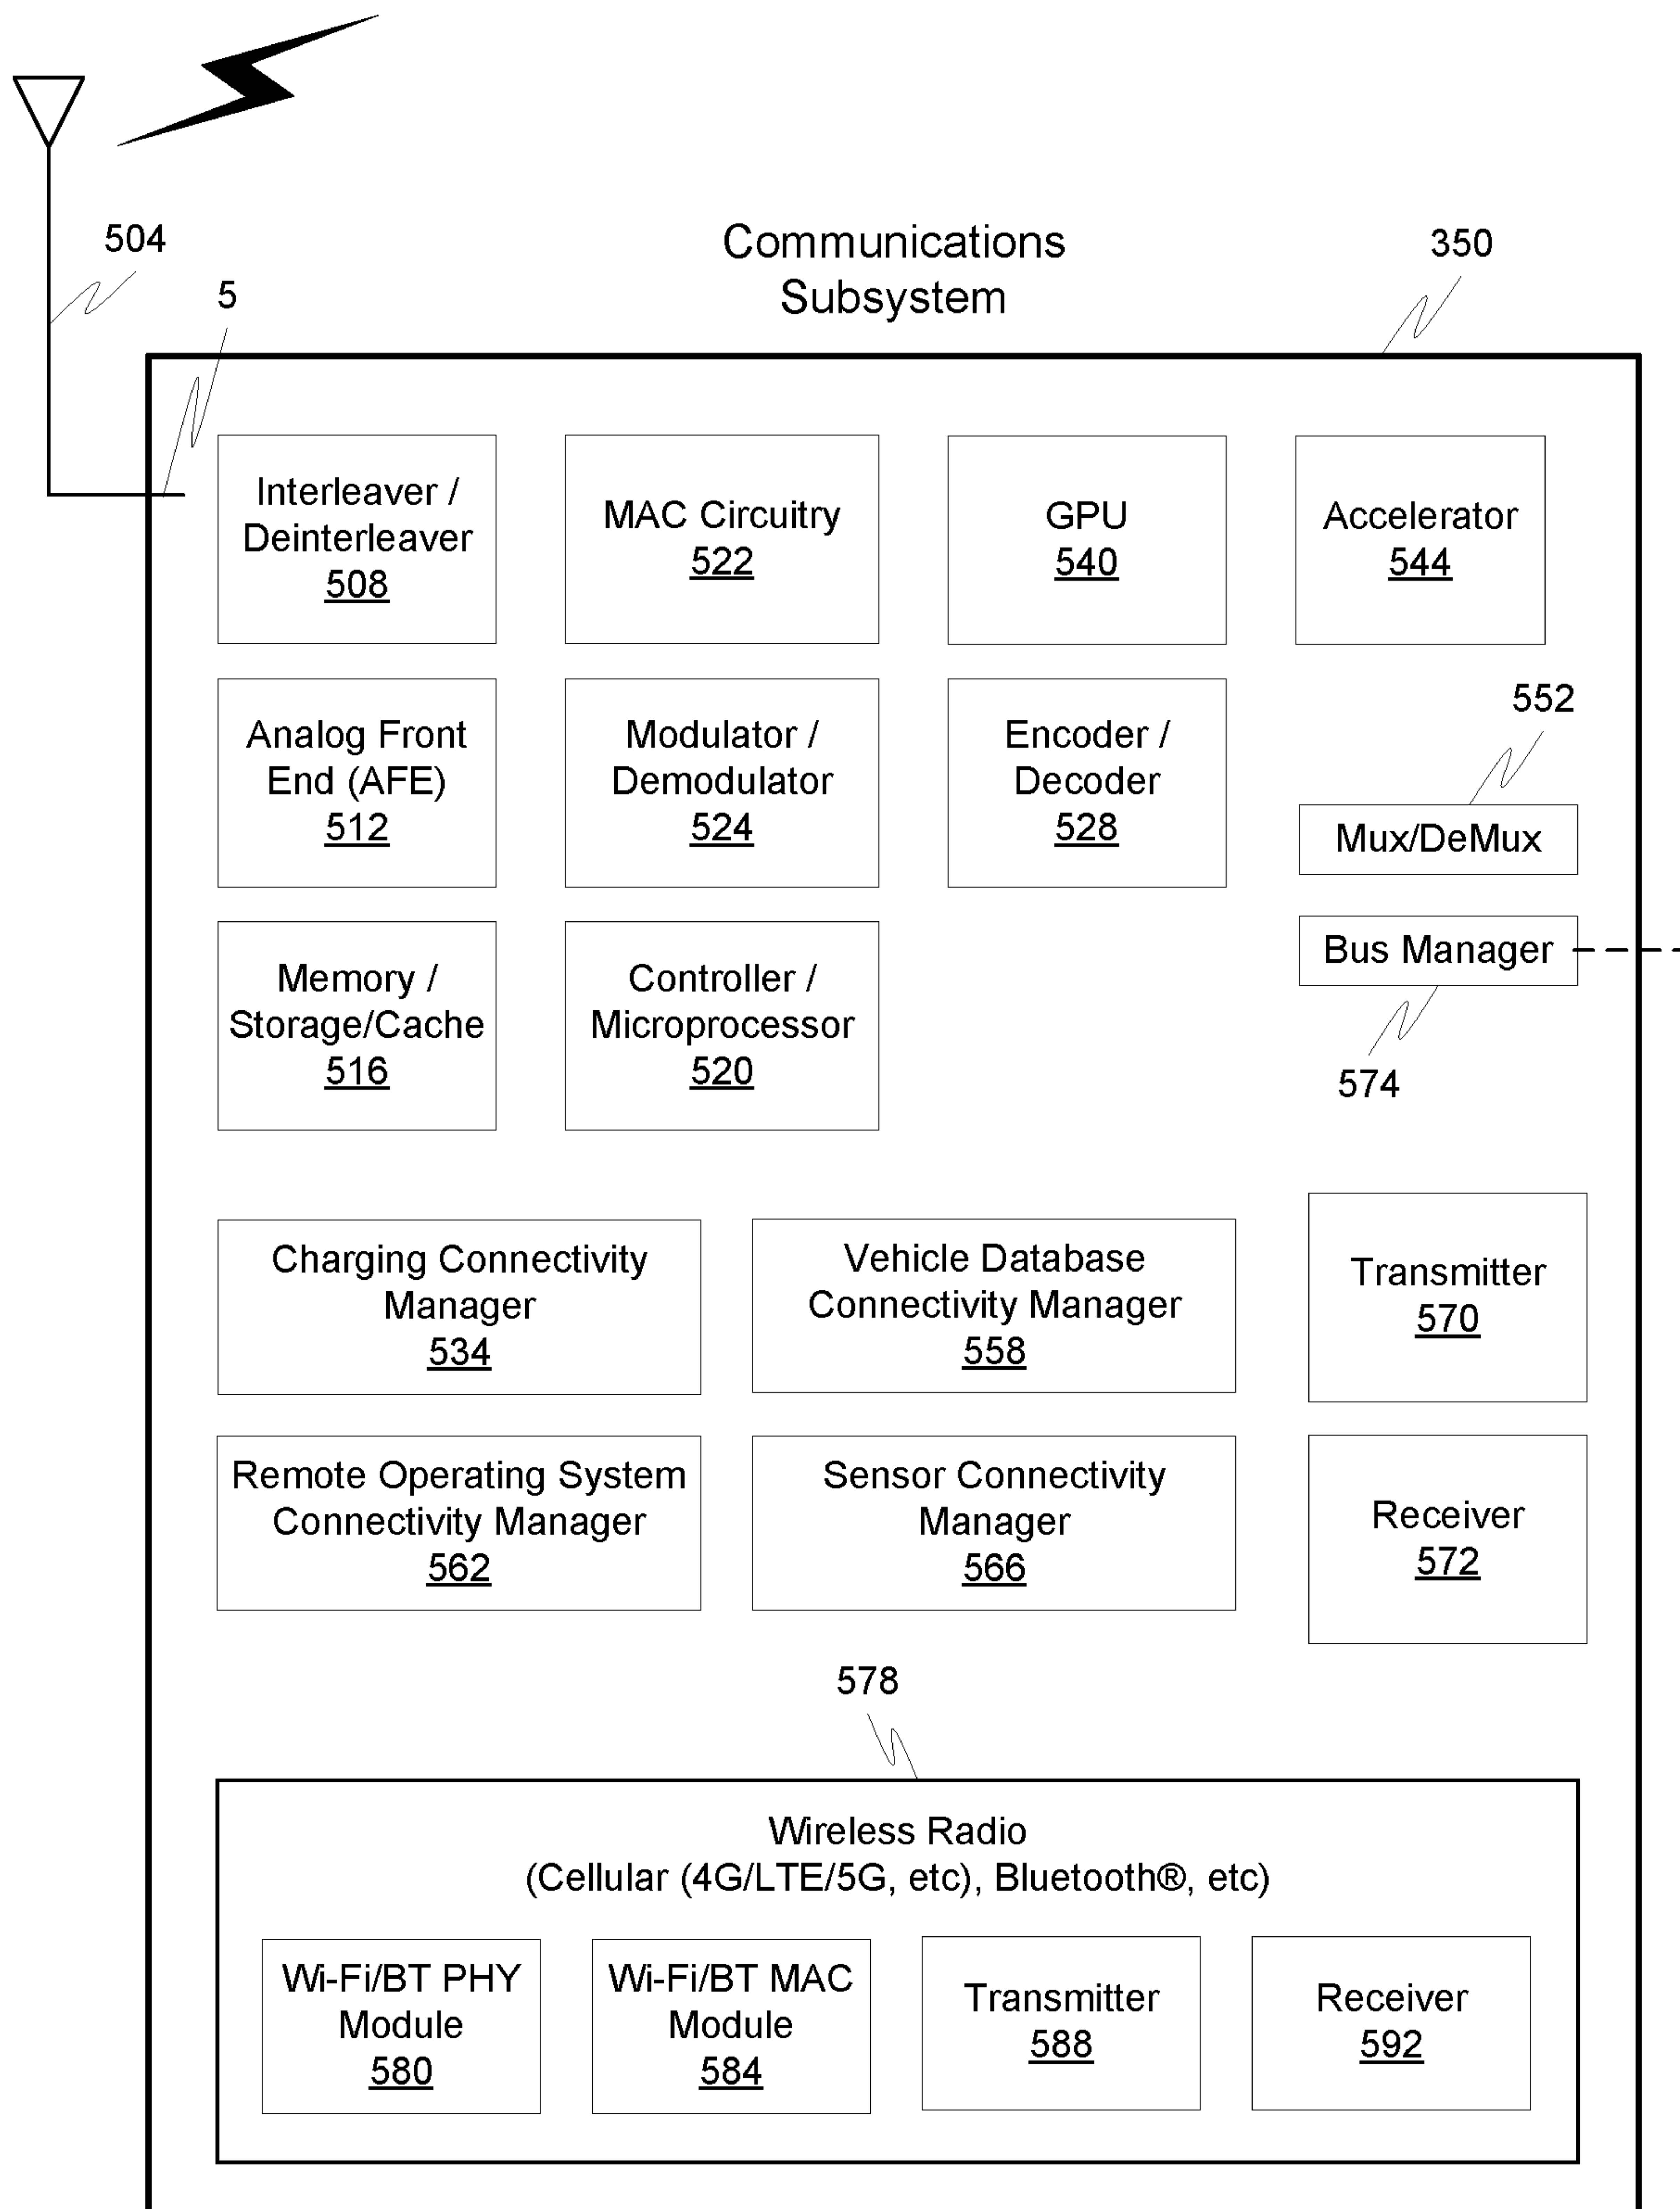 504
5
Communications
Subsystem
350
Interleaver /
Deinterleaver
508
MAC Circuitry
522
GPU
540
Accelerator
544
Analog Front
End (AFE)
512
Modulator /
Demodulator
524
Encoder /
Decoder
528
552
Mux/DeMux
Memory /
Storage/Cache
516
Controller /
Microprocessor
520
Bus Manager
574
Charging Connectivity
Manager
534
Vehicle Database
Connectivity Manager
558
Transmitter
570
Remote Operating System
Connectivity Manager
562
Sensor Connectivity
Manager
566
Receiver
572
578
Wireless Radio
(Cellular (4G/LTE/5G, etc), Bluetooth®, etc)
Wi-Fi/BT PHY
Module
580
Wi-Fi/BT MAC
Module
584
Transmitter
588
Receiver
592